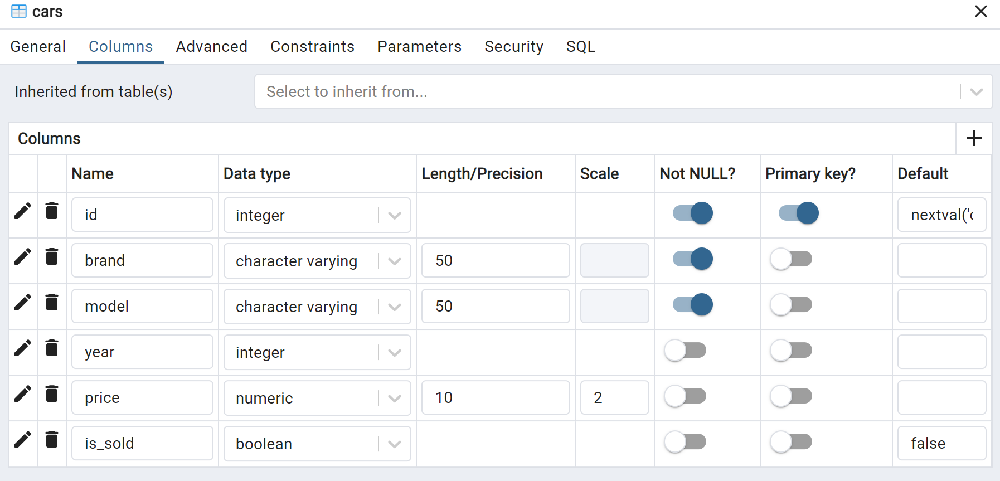 cars
General Columns Advanced Constraints Parameters Security SQL
Inherited from table(s) Select to inherit from...
Columns
Name Data type Length/Precision Scale Not NULL? Primary key? Default
id integer nextval('c
brand character varying 50
model character varying 50
year integer
price numeric 10 2
is_sold boolean false